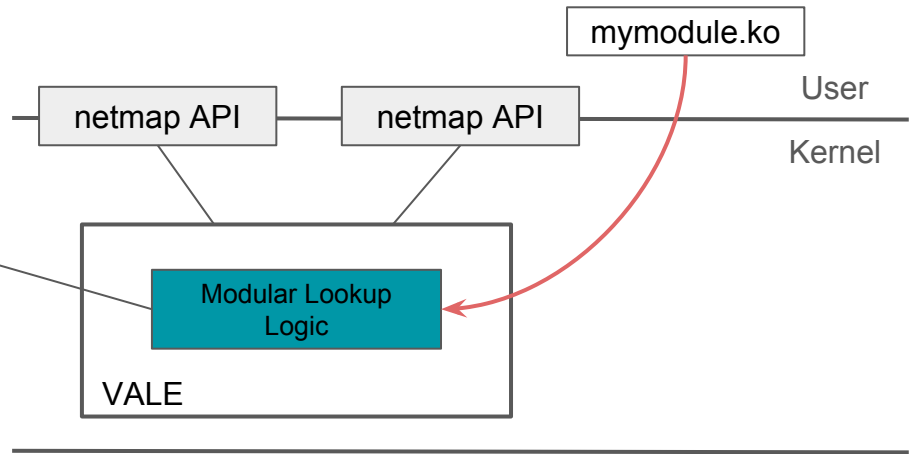 mymodule.ko
User
netmap API
netmap API
Kernel
Modular Lookup
Logic
VALE